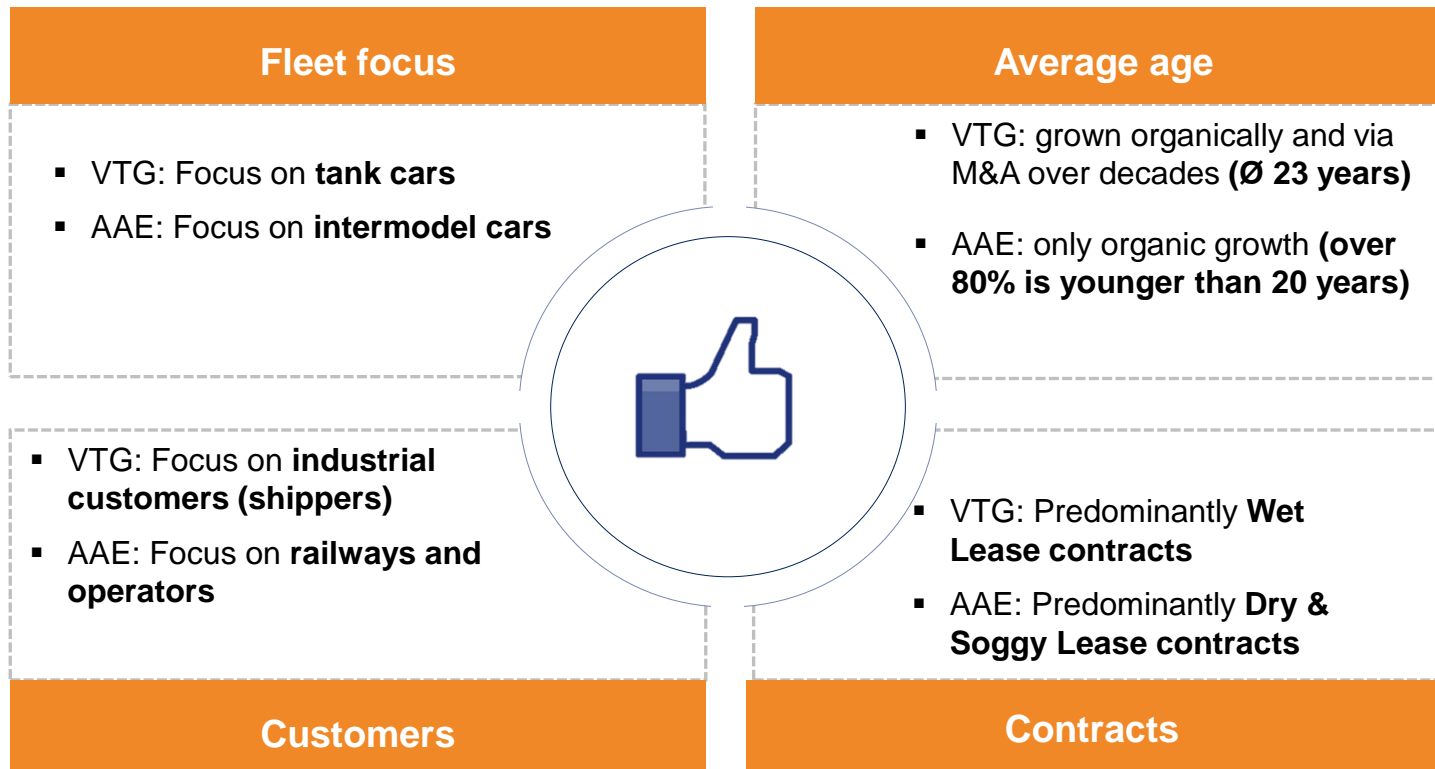 Fleet focus
▪ VTG: Focus on tank cars
▪ AAE: Focus on intermodel cars
Average age
▪ VTG: grown organically and via
M&A over decades (Ø 23 years)
▪ AAE: only organic growth (over
80% is younger than 20 years)
▪ VTG: Focus on industrial
customers (shippers)
▪ AAE: Focus on railways and
operators
Customers
▪ VTG: Predominantly Wet
Lease contracts
▪ AAE: Predominantly Dry &
Soggy Lease contracts
Contracts